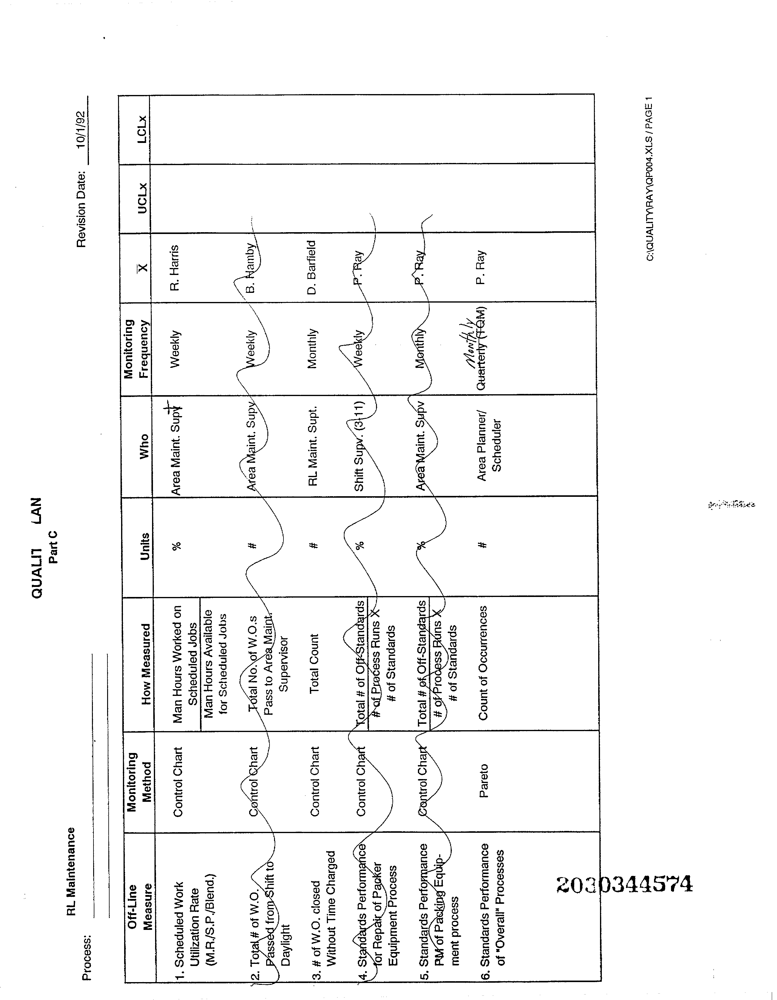 QUALIT LAN
Part C
Process: RL Maintenance
Revision Date: 10/1/92
Off-Line Measure | Monitoring Method | How Measured | Units | Who | Monitoring Frequency | X̄ | UCLx | LCLx
1. Scheduled Work Utilization Rate (M.R./S.P./Blend.) | Control Chart | Man Hours Worked on Scheduled Jobs Man Hours Available for Scheduled Jobs | % | Area Maint. Supv | Weekly | R. Harris
2. Total # of W.O. Passed from Shift to Daylight | Control Chart | Total No. of W.O.s Pass to Area Maint. Supervisor | # | Area Maint. Supv | Weekly | B. Hamby
3. # of W.O. closed Without Time Charged | Control Chart | Total Count | # | RL Maint. Supt. | Monthly | D. Barfield
4. Standards Performance for Repair of Packer Equipment Process | Control Chart | Total # of Off-Standards # of Process Runs X # of Standards | % | Shift Supv. (3-11) | Weekly | P. Ray
5. Standards Performance PM of Packing Equip- ment process | Control Chart | Total # of Off-Standards # of Process Runs X # of Standards | % | Area Maint. Supv | Monthly | P. Ray
6. Standards Performance of "Overall" Processes | Pareto | Count of Occurrences | # | Area Planner/ Scheduler | Monthly Quarterly (TQM) | P. Ray
C:\QUALITY\RAY\QP004.XLS / PAGE 1
2030344574